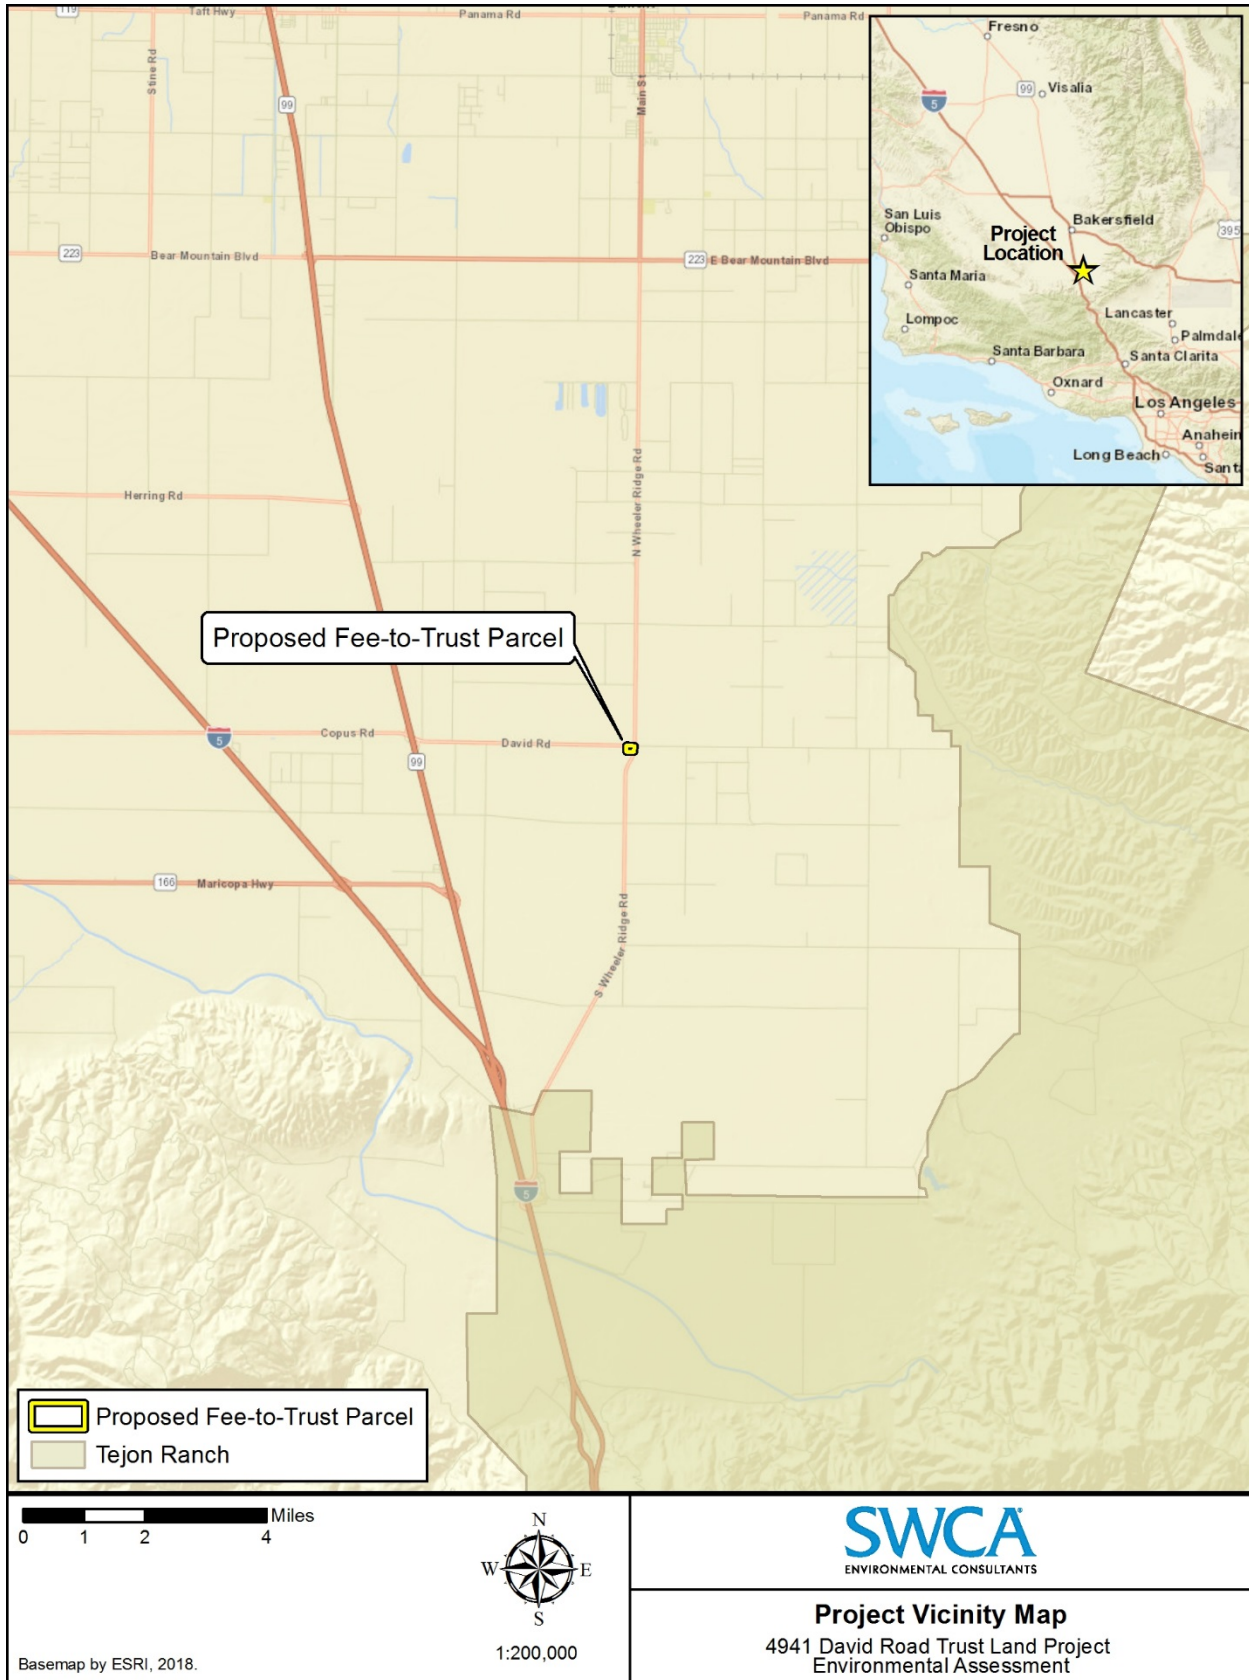 119
Taft Hwy
Panama Rd
Panama Rd
Stine Rd
99
Main St
223
Bear Mountain Blvd
223
E Bear Mountain Blvd
Fresno
99
Visalia
5
San Luis
Obispo
Bakersfield
395
Project
Location
Santa Maria
Lompoc
Lancaster
Palmdal
Santa Barbara
Santa Clarita
Oxnard
Los Angeles
Anahein
Long Beach
Sant
Herring Rd
N Wheeler Ridge Rd
Proposed Fee-to-Trust Parcel
5
Copus Rd
David Rd
99
166
Maricopa Hwy
S Wheeler Ridge Rd
5
Proposed Fee-to-Trust Parcel
Tejon Ranch
Miles
0 1 2 4
N
W E
S
1:200,000
Basemap by ESRI, 2018.
SWCA
ENVIRONMENTAL CONSULTANTS
Project Vicinity Map
4941 David Road Trust Land Project
Environmental Assessment